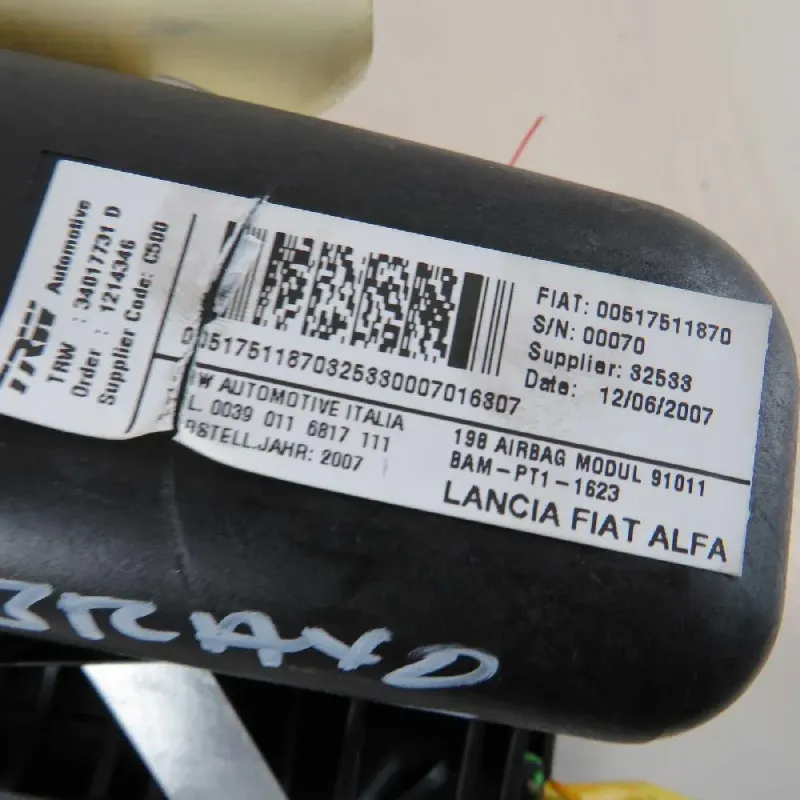 TRW Automotive
TRW : 34017731 D
Order : 1214346
Supplier Code: C500
FIAT: 00517511870
S/N: 00070
Supplier: 32533
Date: 12/06/2007
00517511870325330007016307
W AUTOMOTIVE ITALIA
L. 0039 011 6817 111
RSTELL.JAHR: 2007
198 AIRBAG MODUL 91011
BAM-PT1-1623
LANCIA FIAT ALFA
BRAVO